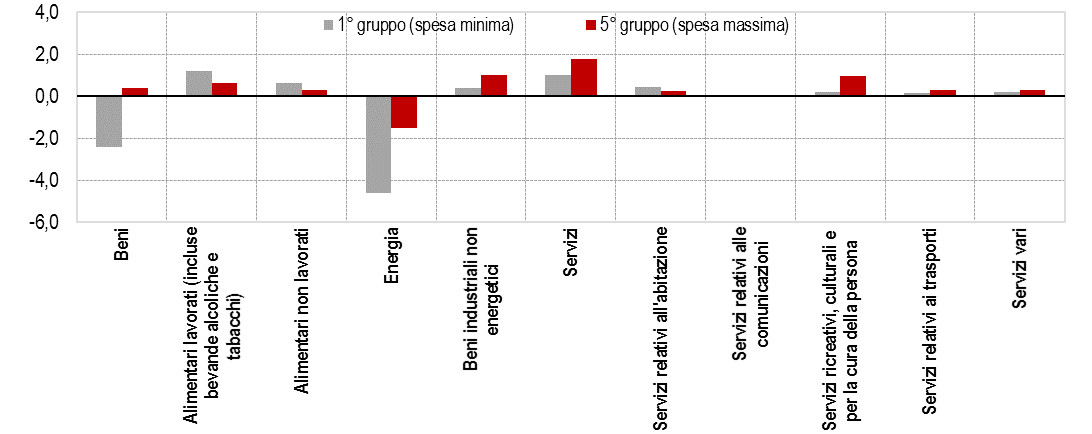 4,0
1° gruppo (spesa minima)
5° gruppo (spesa massima)
2,0
0,0
-2,0
-4,0
-6,0
Beni
Alimentari lavorati (incluse
bevande alcoliche e
tabacchi)
Alimentari non lavorati
Energia
Beni industriali non
energetici
Servizi
Servizi relativi all'abitazione
Servizi relativi alle
comunicazioni
Servizi ricreativi, culturali e
per la cura della persona
Servizi relativi ai trasporti
Servizi vari